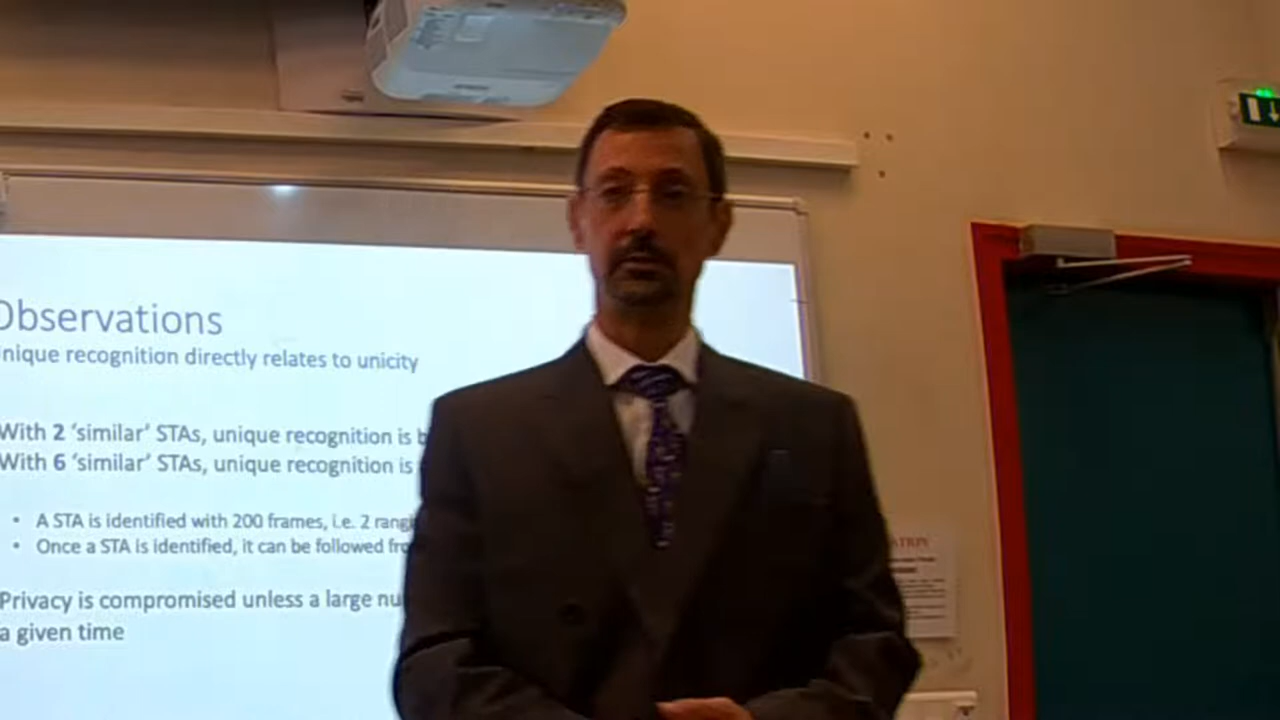 Observations
nique recognition directly relates to unicity
With 2 ‘similar’ STAs, unique recognition is b
With 6 ‘similar’ STAs, unique recognition is
• A STA is identified with 200 frames, i.e. 2 rangi
• Once a STA is identified, it can be followed fro
Privacy is compromised unless a large nu
a given time